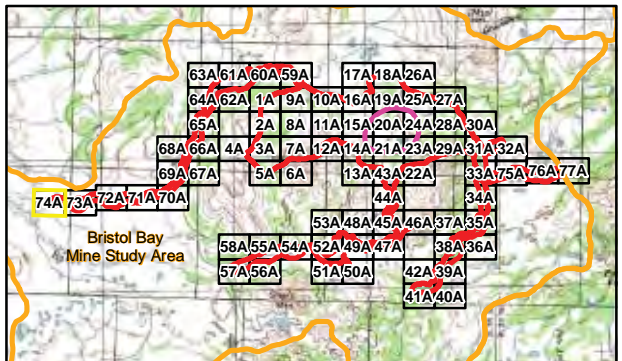 63A 61A 60A 59A 17A 18A 26A
64A 62A 1A 9A 10A 16A 19A 25A 27A
65A 2A 8A 11A 15A 20A 24A 28A 30A
68A 66A 4A 3A 7A 12A 14A 21A 23A 29A 31A 32A
69A 67A 5A 6A 13A 43A 22A 33A 75A 76A 77A
74A 73A 72A 71A 70A 44A 34A
53A 48A 45A 46A 37A 35A
Bristol Bay
Mine Study Area
58A 55A 54A 52A 49A 47A 38A 36A
57A 56A 51A 50A 42A 39A
41A 40A